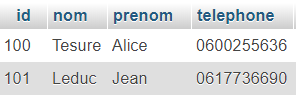 id nom prenom telephone
100 Tesure Alice 0600255636
101 Leduc Jean 0617736690